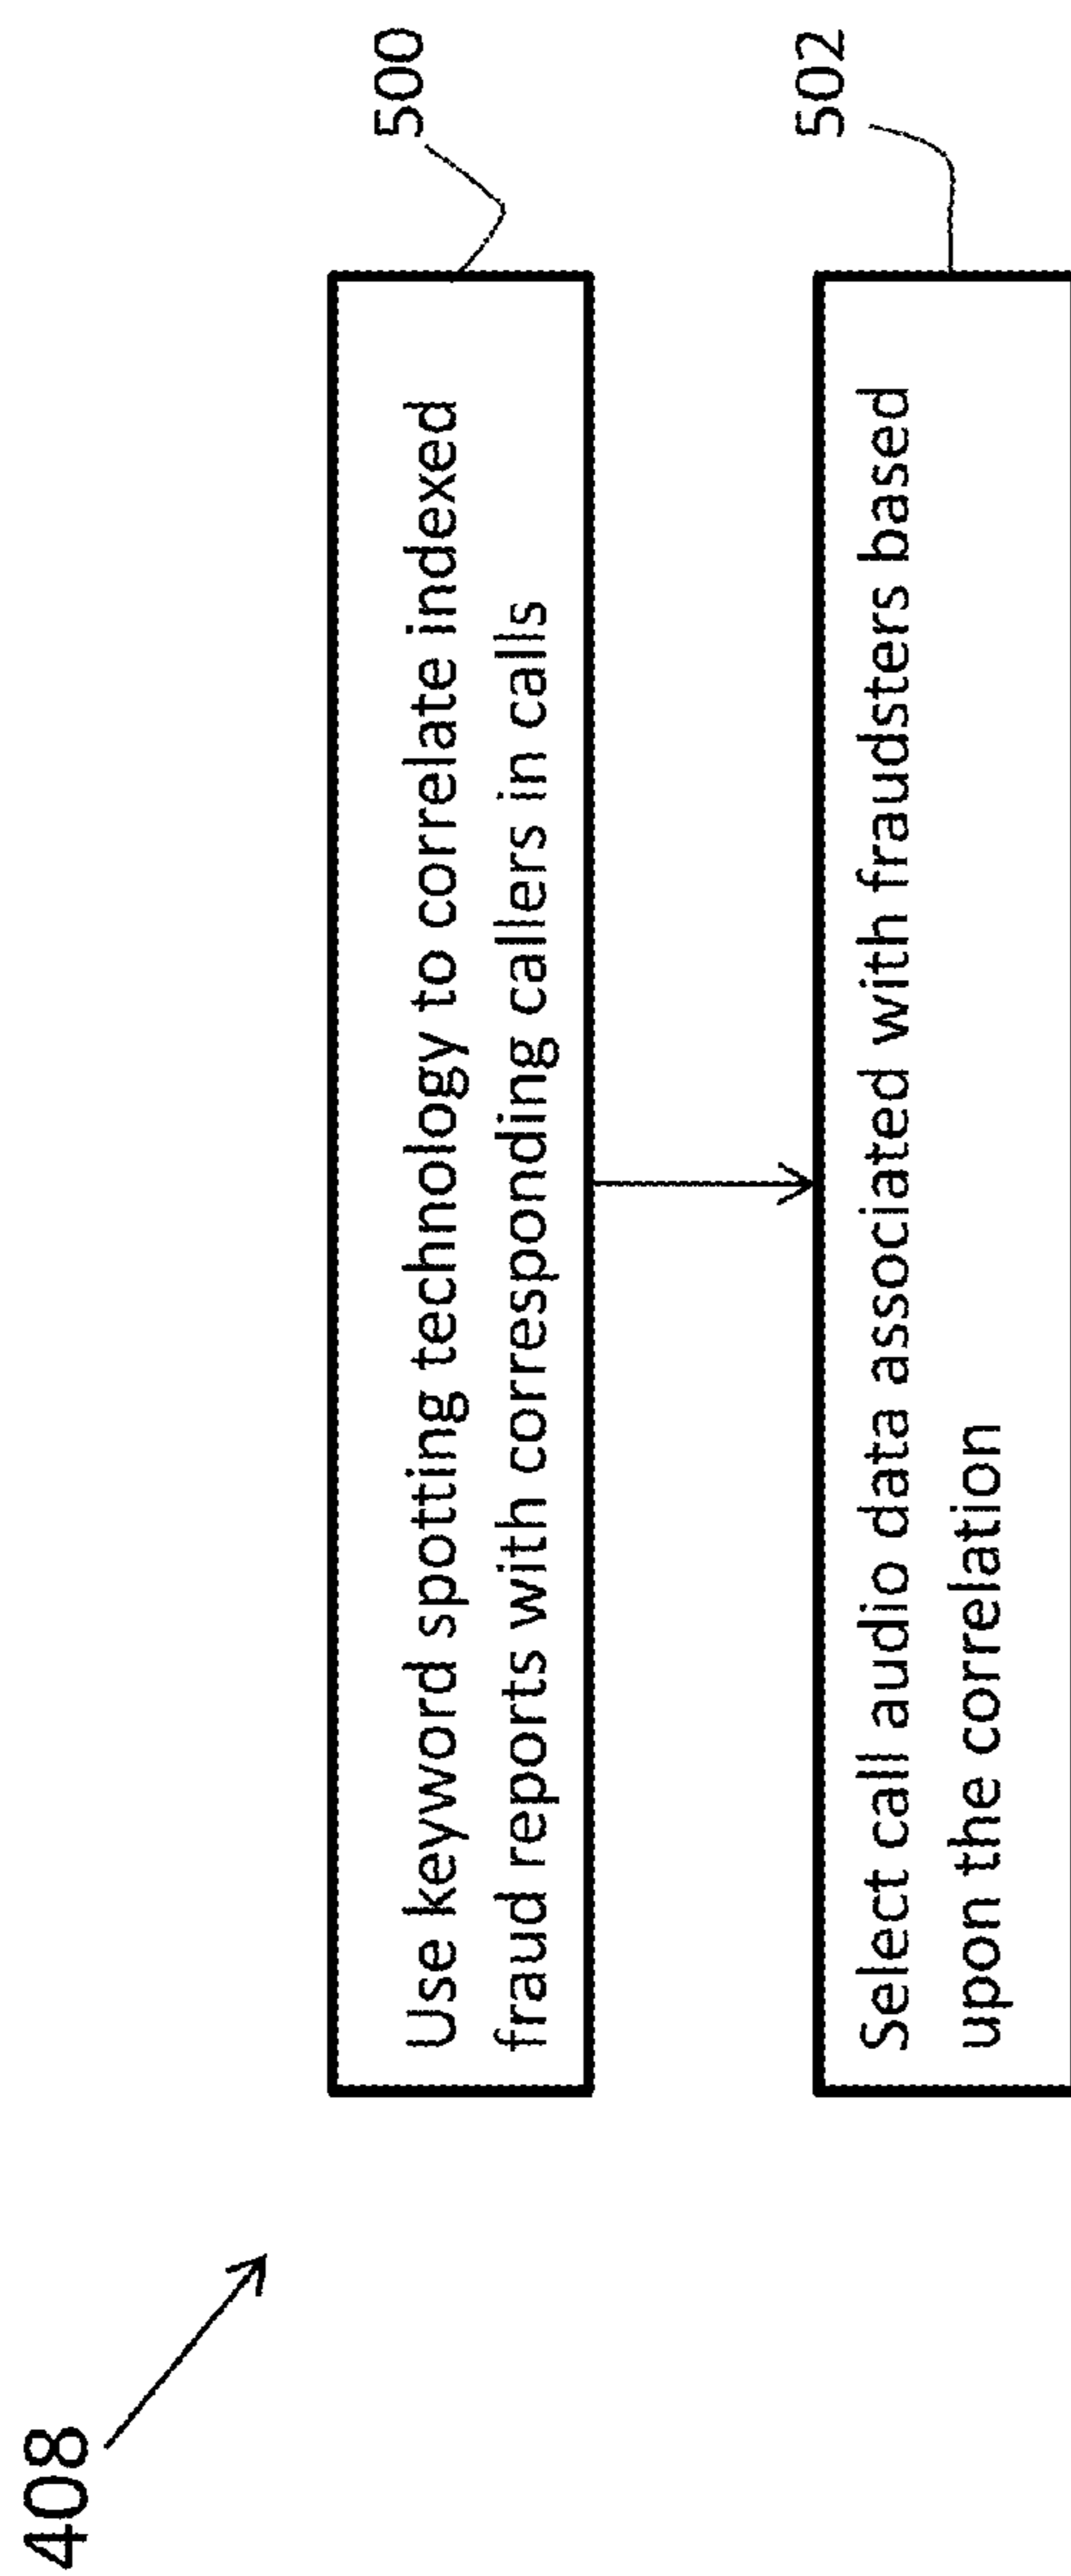 408
500
Use keyword spotting technology to correlate indexed
fraud reports with corresponding callers in calls
502
Select call audio data associated with fraudsters based
upon the correlation